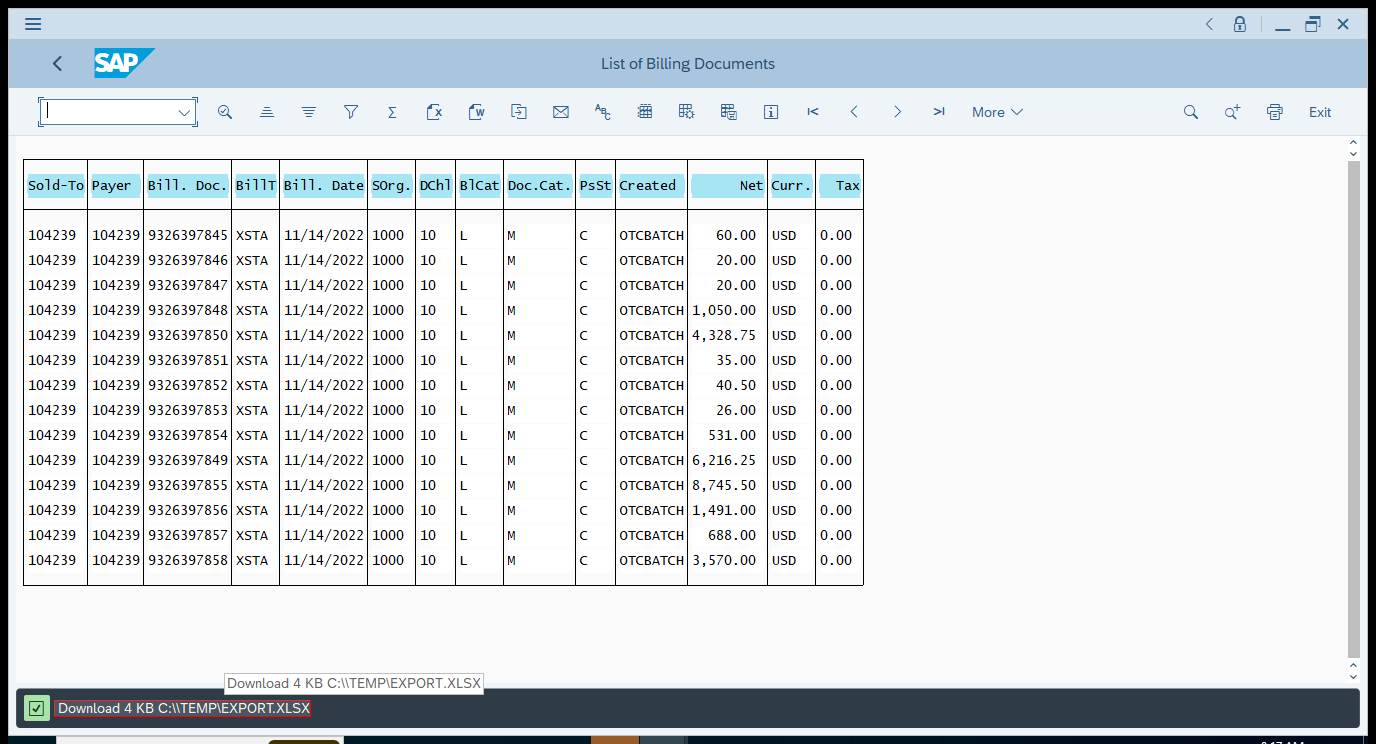 SAP
List of Billing Documents
More
Exit
Sold-To Payer Bill. Doc. BillT Bill. Date SOrg. DChl BlCat Doc.Cat. PsSt Created Net Curr. Tax
104239 104239 9326397845 XSTA 11/14/2022 1000 10 L M C OTCBATCH 60.00 USD 0.00
104239 104239 9326397846 XSTA 11/14/2022 1000 10 L M C OTCBATCH 20.00 USD 0.00
104239 104239 9326397847 XSTA 11/14/2022 1000 10 L M C OTCBATCH 20.00 USD 0.00
104239 104239 9326397848 XSTA 11/14/2022 1000 10 L M C OTCBATCH 1,050.00 USD 0.00
104239 104239 9326397850 XSTA 11/14/2022 1000 10 L M C OTCBATCH 4,328.75 USD 0.00
104239 104239 9326397851 XSTA 11/14/2022 1000 10 L M C OTCBATCH 35.00 USD 0.00
104239 104239 9326397852 XSTA 11/14/2022 1000 10 L M C OTCBATCH 40.50 USD 0.00
104239 104239 9326397853 XSTA 11/14/2022 1000 10 L M C OTCBATCH 26.00 USD 0.00
104239 104239 9326397854 XSTA 11/14/2022 1000 10 L M C OTCBATCH 531.00 USD 0.00
104239 104239 9326397849 XSTA 11/14/2022 1000 10 L M C OTCBATCH 6,216.25 USD 0.00
104239 104239 9326397855 XSTA 11/14/2022 1000 10 L M C OTCBATCH 8,745.50 USD 0.00
104239 104239 9326397856 XSTA 11/14/2022 1000 10 L M C OTCBATCH 1,491.00 USD 0.00
104239 104239 9326397857 XSTA 11/14/2022 1000 10 L M C OTCBATCH 688.00 USD 0.00
104239 104239 9326397858 XSTA 11/14/2022 1000 10 L M C OTCBATCH 3,570.00 USD 0.00
Download 4 KB C:\\TEMP\EXPORT.XLSX
Download 4 KB C:\\TEMP\EXPORT.XLSX